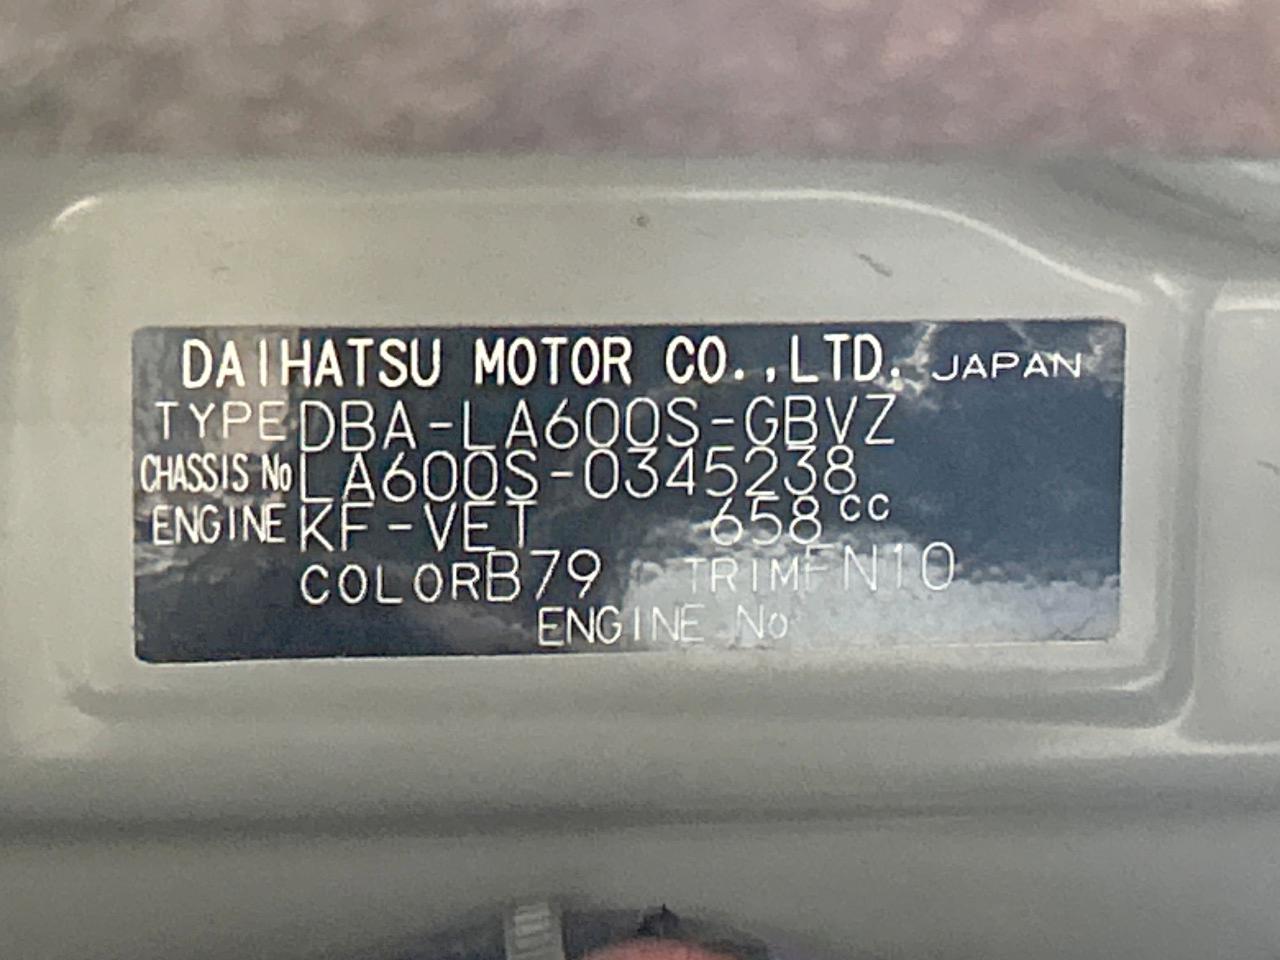 DAIHATSU MOTOR CO.,LTD. JAPAN
TYPE DBA-LA600S-GBVZ
CHASSIS No LA600S-0345238
ENGINE KF-VET 658cc
COLOR B79 TRIM FN10
ENGINE No